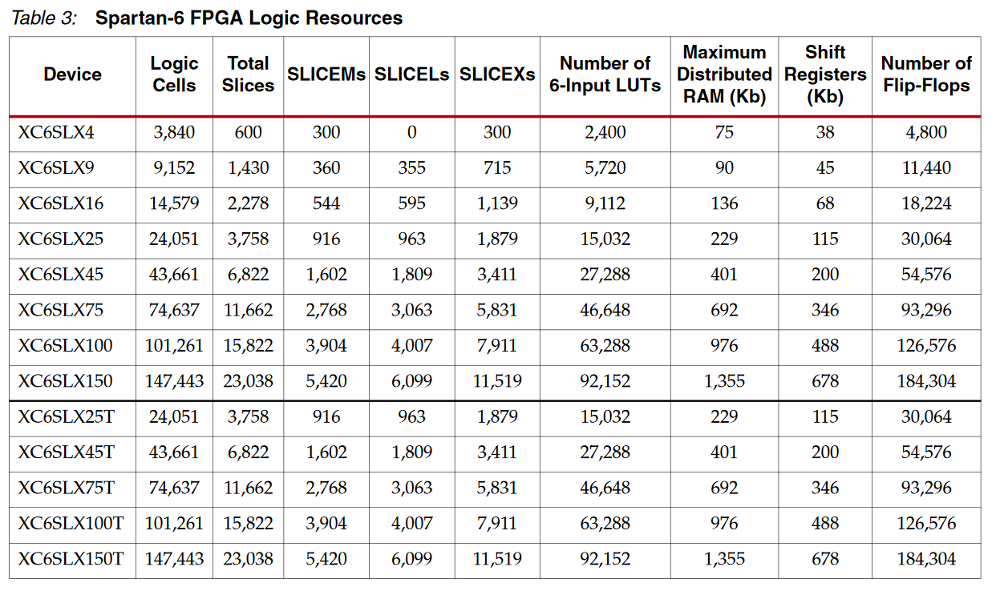 Table 3: Spartan-6 FPGA Logic Resources
Device Logic Cells Total Slices SLICEMs SLICELs SLICEXs Number of 6-Input LUTs Maximum Distributed RAM (Kb) Shift Registers (Kb) Number of Flip-Flops
XC6SLX4 3,840 600 300 0 300 2,400 75 38 4,800
XC6SLX9 9,152 1,430 360 355 715 5,720 90 45 11,440
XC6SLX16 14,579 2,278 544 595 1,139 9,112 136 68 18,224
XC6SLX25 24,051 3,758 916 963 1,879 15,032 229 115 30,064
XC6SLX45 43,661 6,822 1,602 1,809 3,411 27,288 401 200 54,576
XC6SLX75 74,637 11,662 2,768 3,063 5,831 46,648 692 346 93,296
XC6SLX100 101,261 15,822 3,904 4,007 7,911 63,288 976 488 126,576
XC6SLX150 147,443 23,038 5,420 6,099 11,519 92,152 1,355 678 184,304
XC6SLX25T 24,051 3,758 916 963 1,879 15,032 229 115 30,064
XC6SLX45T 43,661 6,822 1,602 1,809 3,411 27,288 401 200 54,576
XC6SLX75T 74,637 11,662 2,768 3,063 5,831 46,648 692 346 93,296
XC6SLX100T 101,261 15,822 3,904 4,007 7,911 63,288 976 488 126,576
XC6SLX150T 147,443 23,038 5,420 6,099 11,519 92,152 1,355 678 184,304